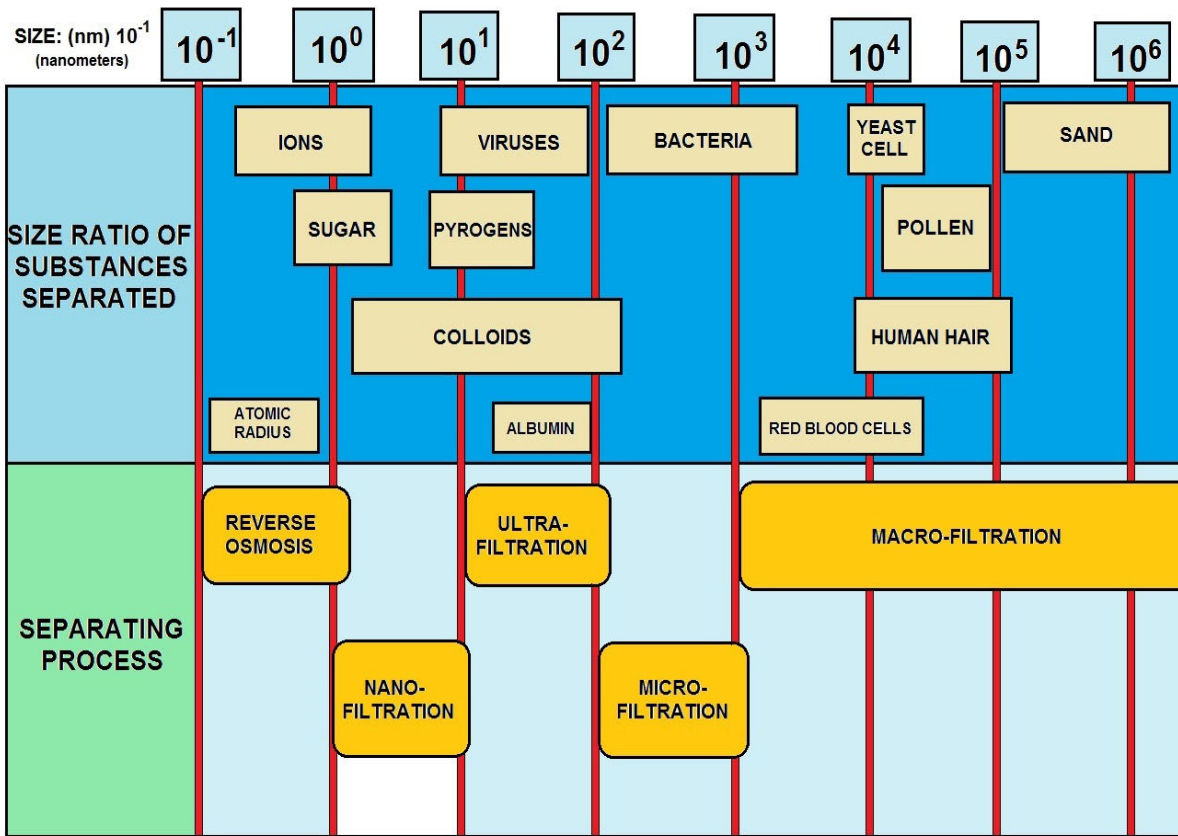 SIZE: (nm) 10⁻¹
(nanometers)
10⁻¹
10⁰
10¹
10²
10³
10⁴
10⁵
10⁶
SIZE RATIO OF
SUBSTANCES
SEPARATED
IONS
VIRUSES
BACTERIA
YEAST
CELL
SAND
SUGAR
PYROGENS
POLLEN
COLLOIDS
HUMAN HAIR
ATOMIC
RADIUS
ALBUMIN
RED BLOOD CELLS
SEPARATING
PROCESS
REVERSE
OSMOSIS
ULTRA-
FILTRATION
MACRO-FILTRATION
NANO-
FILTRATION
MICRO-
FILTRATION